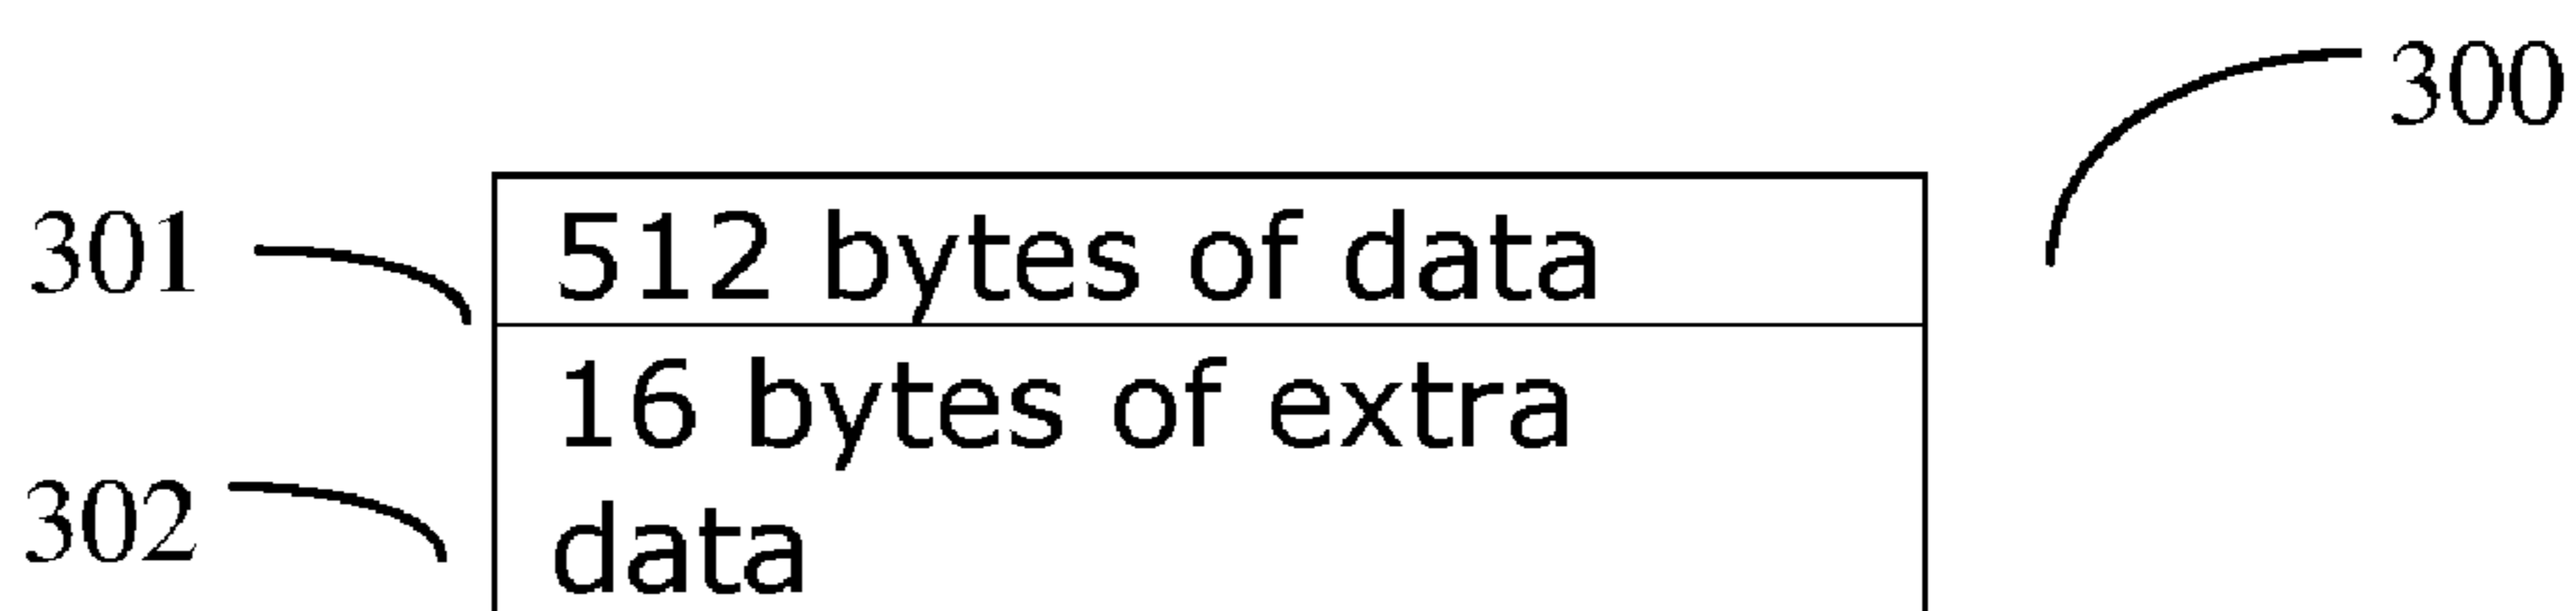 300
301
512 bytes of data
16 bytes of extra
302
data